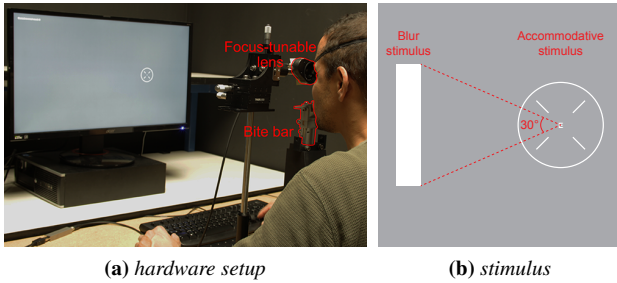 Focus-tunable
lens
Bite bar
Blur
stimulus
Accommodative
stimulus
30"
(a) hardware setup
(b) stimulus